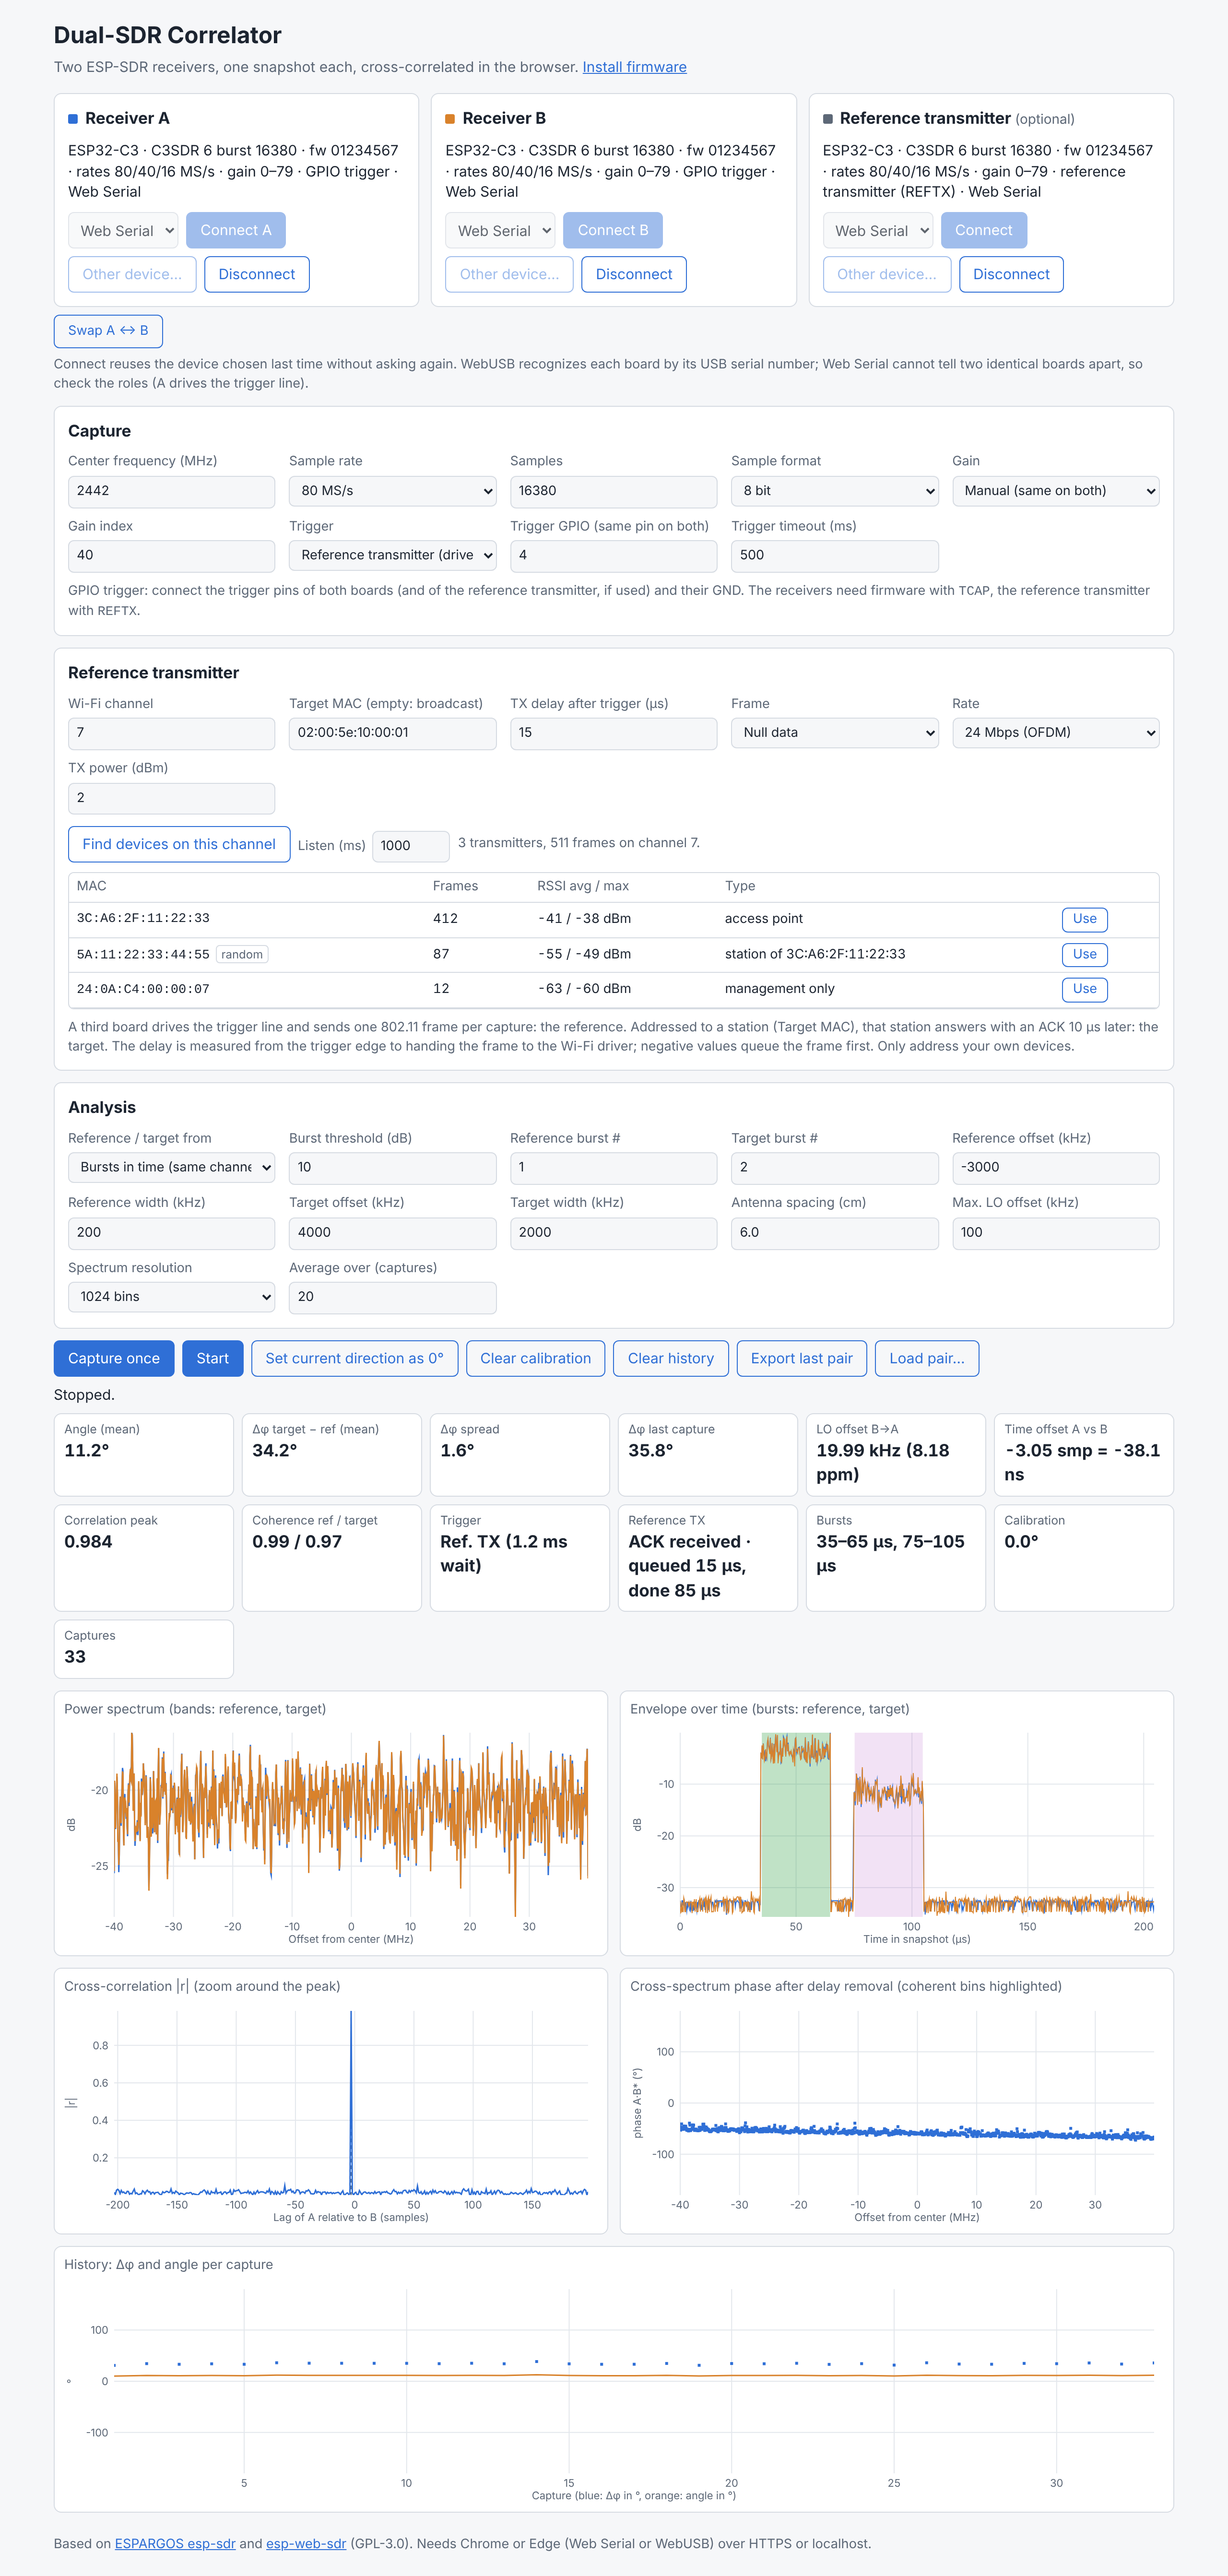 Dual-SDR Correlator
Two ESP-SDR receivers, one snapshot each, cross-correlated in the browser. Install firmware
Receiver A
ESP32-C3 · C3SDR 6 burst 16380 · fw 01234567
· rates 80/40/16 MS/s · gain 0–79 · GPIO trigger ·
Web Serial
Web Serial
Connect A
Other device...
Disconnect
Receiver B
ESP32-C3 · C3SDR 6 burst 16380 · fw 01234567
· rates 80/40/16 MS/s · gain 0–79 · GPIO trigger ·
Web Serial
Web Serial
Connect B
Other device...
Disconnect
Reference transmitter (optional)
ESP32-C3 · C3SDR 6 burst 16380 · fw 01234567
· rates 80/40/16 MS/s · gain 0–79 · reference
transmitter (REFTX) · Web Serial
Web Serial
Connect
Other device...
Disconnect
Swap A ↔ B
Connect reuses the device chosen last time without asking again. WebUSB recognizes each board by its USB serial number; Web Serial cannot tell two identical boards apart, so
check the roles (A drives the trigger line).
Capture
Center frequency (MHz) Sample rate Samples Sample format Gain
2442 80 MS/s 16380 8 bit Manual (same on both)
Gain index Trigger Trigger GPIO (same pin on both) Trigger timeout (ms)
40 Reference transmitter (drive 4 500
GPIO trigger: connect the trigger pins of both boards (and of the reference transmitter, if used) and their GND. The receivers need firmware with TCAP, the reference transmitter
with REFTX.
Reference transmitter
Wi-Fi channel Target MAC (empty: broadcast) TX delay after trigger (µs) Frame Rate
7 02:00:5e:10:00:01 15 Null data 24 Mbps (OFDM)
TX power (dBm)
2
Find devices on this channel Listen (ms) 1000 3 transmitters, 511 frames on channel 7.
MAC Frames RSSI avg / max Type
3C:A6:2F:11:22:33 412 -41 / -38 dBm access point Use
5A:11:22:33:44:55 random 87 -55 / -49 dBm station of 3C:A6:2F:11:22:33 Use
24:0A:C4:00:00:07 12 -63 / -60 dBm management only Use
A third board drives the trigger line and sends one 802.11 frame per capture: the reference. Addressed to a station (Target MAC), that station answers with an ACK 10 µs later: the
target. The delay is measured from the trigger edge to handing the frame to the Wi-Fi driver; negative values queue the frame first. Only address your own devices.
Analysis
Reference / target from Burst threshold (dB) Reference burst # Target burst # Reference offset (kHz)
Bursts in time (same channe 10 1 2 -3000
Reference width (kHz) Target offset (kHz) Target width (kHz) Antenna spacing (cm) Max. LO offset (kHz)
200 4000 2000 6.0 100
Spectrum resolution Average over (captures)
1024 bins 20
Capture once Start Set current direction as 0° Clear calibration Clear history Export last pair Load pair...
Stopped.
Angle (mean)
11.2°
Δφ target − ref (mean)
34.2°
Δφ spread
1.6°
Δφ last capture
35.8°
LO offset B→A
19.99 kHz (8.18
ppm)
Time offset A vs B
-3.05 smp = -38.1
ns
Correlation peak
0.984
Coherence ref / target
0.99 / 0.97
Trigger
Ref. TX (1.2 ms
wait)
Reference TX
ACK received ·
queued 15 µs,
done 85 µs
Bursts
35–65 µs, 75–105
µs
Calibration
0.0°
Captures
33
Power spectrum (bands: reference, target)
dB
-20
-25
-40 -30 -20 -10 0 10 20 30
Offset from center (MHz)
Envelope over time (bursts: reference, target)
dB
-10
-20
-30
0 50 100 150 200
Time in snapshot (µs)
Cross-correlation |r| (zoom around the peak)
|r|
0.8
0.6
0.4
0.2
-200 -150 -100 -50 0 50 100 150
Lag of A relative to B (samples)
Cross-spectrum phase after delay removal (coherent bins highlighted)
phase A·B* (°)
100
0
-100
-40 -30 -20 -10 0 10 20 30
Offset from center (MHz)
History: Δφ and angle per capture
°
100
0
-100
5 10 15 20 25 30
Capture (blue: Δφ in °, orange: angle in °)
Based on ESPARGOS esp-sdr and esp-web-sdr (GPL-3.0). Needs Chrome or Edge (Web Serial or WebUSB) over HTTPS or localhost.